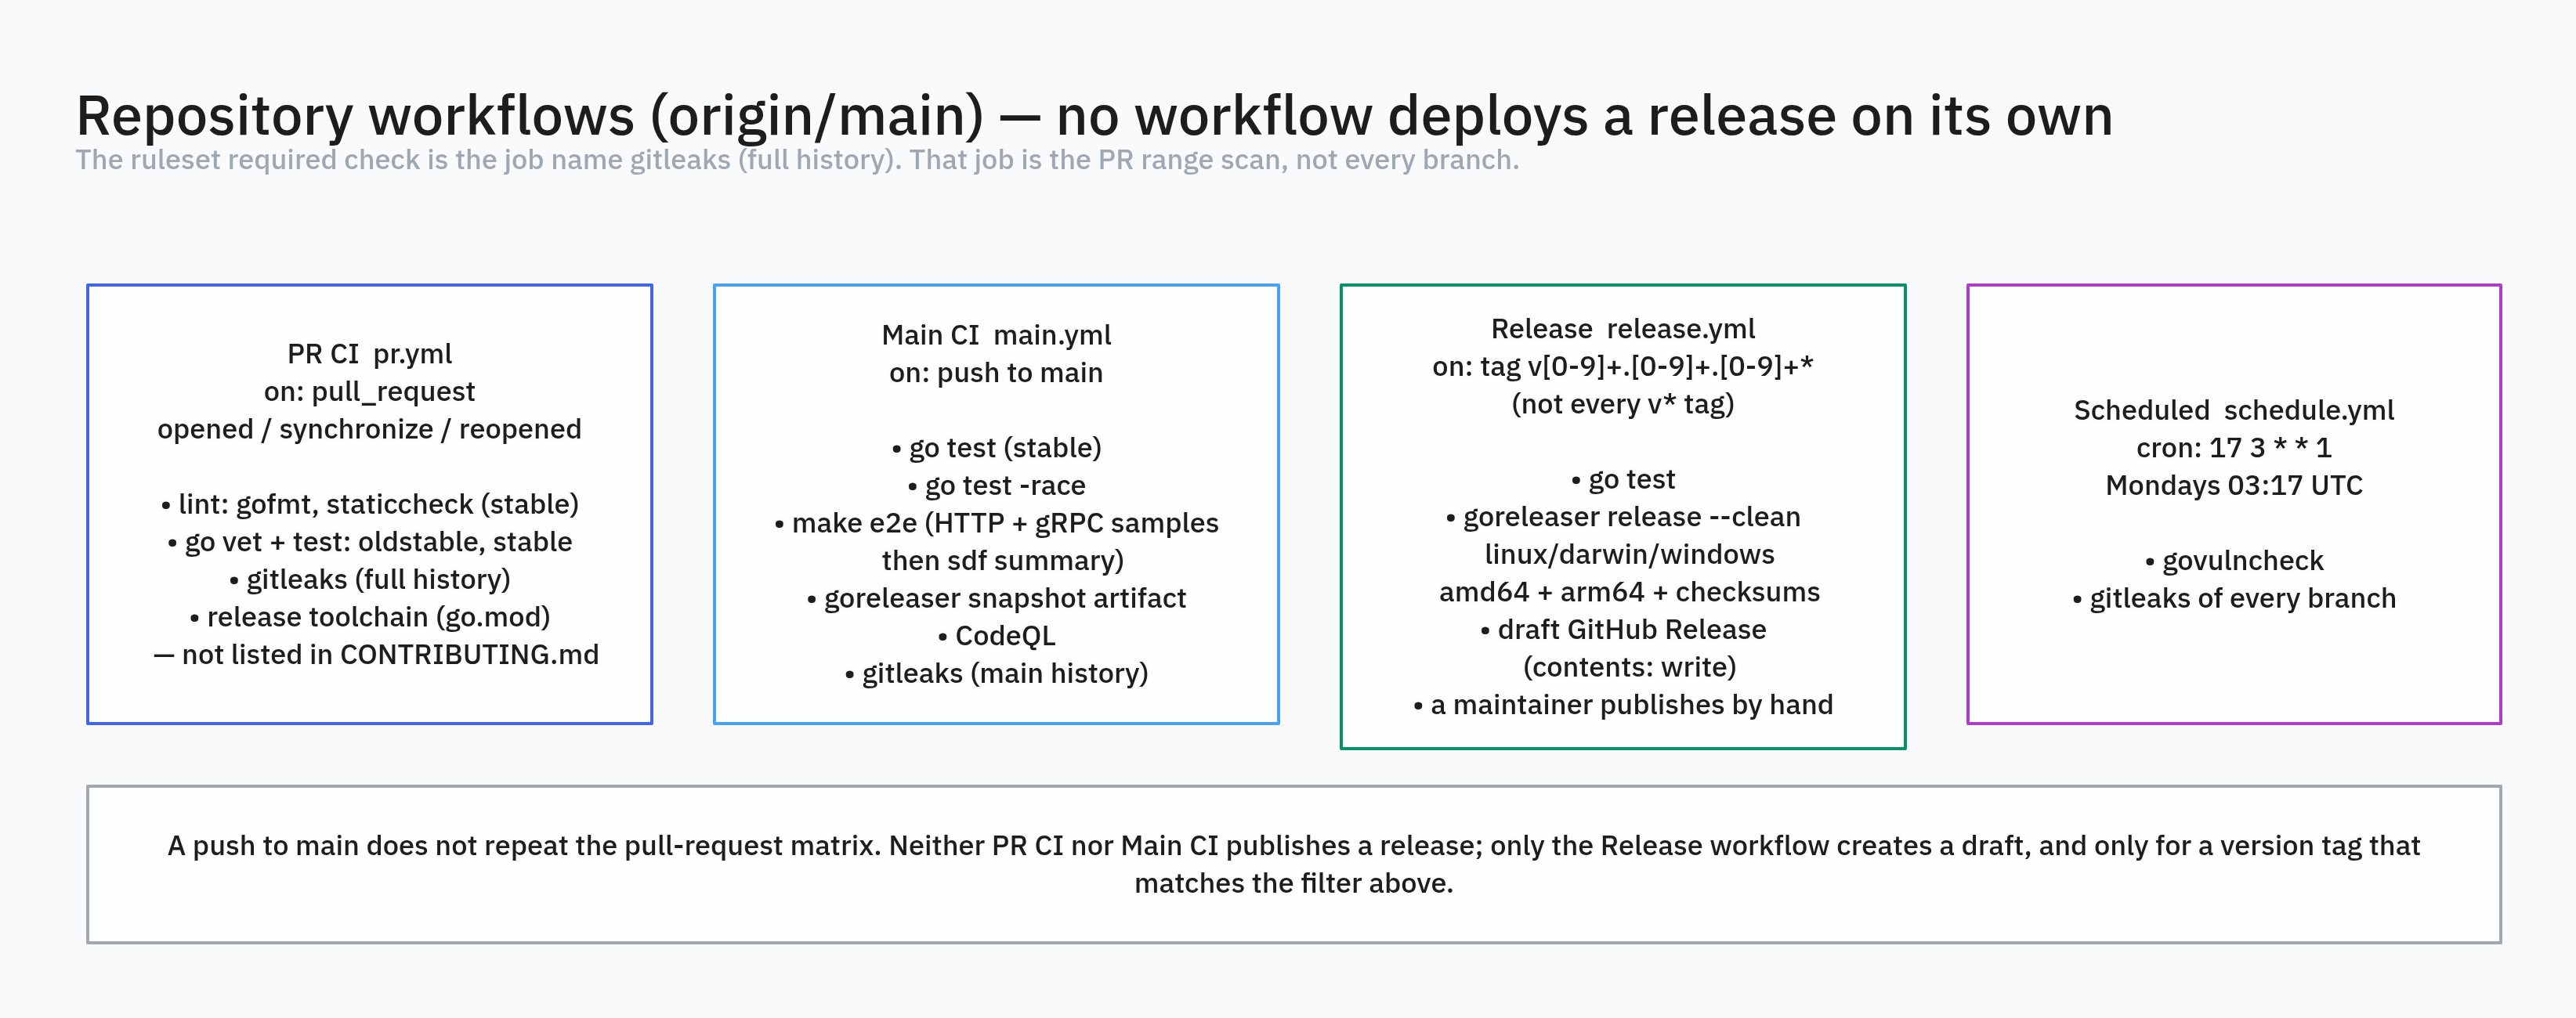 Repository workflows (origin/main) — no workflow deploys a release on its own
The ruleset required check is the job name gitleaks (full history). That job is the PR range scan, not every branch.
PR CI  pr.yml
on: pull_request
opened / synchronize / reopened
• lint: gofmt, staticcheck (stable)
• go vet + test: oldstable, stable
• gitleaks (full history)
• release toolchain (go.mod)
— not listed in CONTRIBUTING.md
Main CI  main.yml
on: push to main
• go test (stable)
• go test -race
• make e2e (HTTP + gRPC samples
then sdf summary)
• goreleaser snapshot artifact
• CodeQL
• gitleaks (main history)
Release  release.yml
on: tag v[0-9]+.[0-9]+.[0-9]+*
(not every v* tag)
• go test
• goreleaser release --clean
linux/darwin/windows
amd64 + arm64 + checksums
• draft GitHub Release
(contents: write)
• a maintainer publishes by hand
Scheduled  schedule.yml
cron: 17 3 * * 1
Mondays 03:17 UTC
• govulncheck
• gitleaks of every branch
A push to main does not repeat the pull-request matrix. Neither PR CI nor Main CI publishes a release; only the Release workflow creates a draft, and only for a version tag that
matches the filter above.